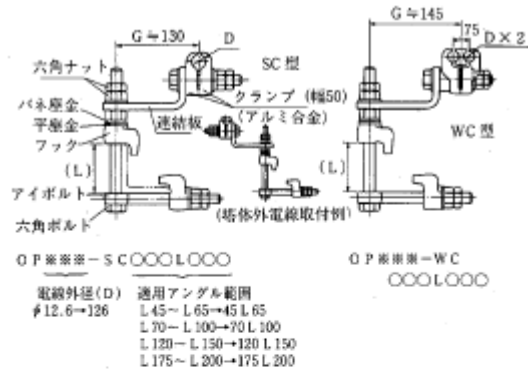 G≒130
D
SC型
六角ナット
クランプ (幅50)
(アルミ合金)
バネ座金
平座金
連結板
フック
(L)
アイボルト
六角ボルト
(塔体外電線取付例)
G≒145
75
D×2
WC型
(L)
OP※※※-SC○○○L○○○
電線外径(D) 適用アングル範囲
φ12.6→126 L45~L65→45L65
L70~L100→70L100
L120~L150→120L150
L175~L200→175L200
OP※※※-WC
○○○L○○○